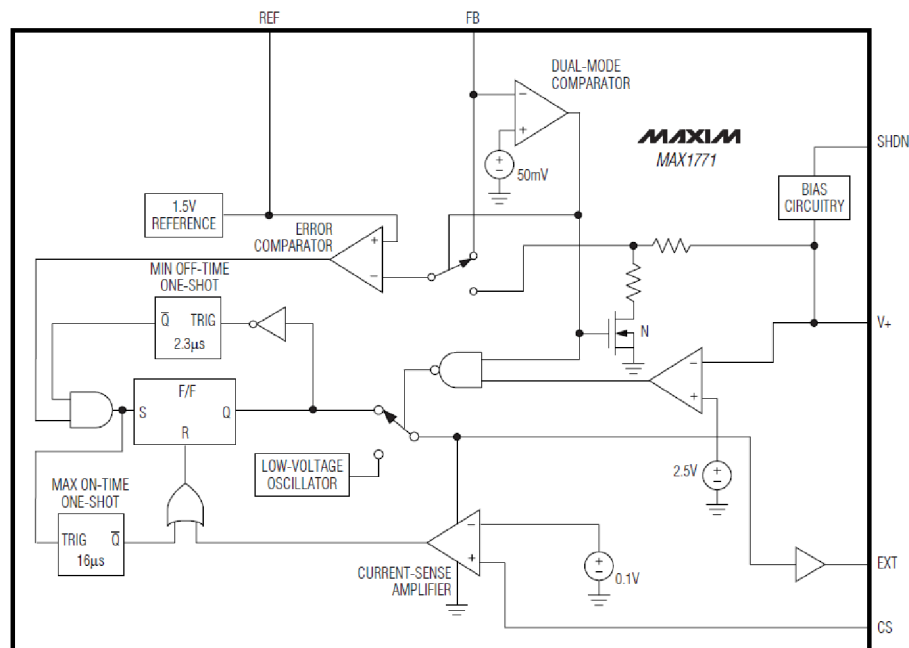 REF
FB
DUAL-MODE
COMPARATOR
MAXIM
MAX1771
SHDN
50mV
BIAS
CIRCUITRY
1.5V
REFERENCE
ERROR
COMPARATOR
+
−
MIN OFF-TIME
ONE-SHOT
Q TRIG
2.3µs
N
V+
F/F
S Q
R
LOW-VOLTAGE
OSCILLATOR
2.5V
MAX ON-TIME
ONE-SHOT
TRIG Q
16µs
CURRENT-SENSE
AMPLIFIER
0.1V
EXT
CS